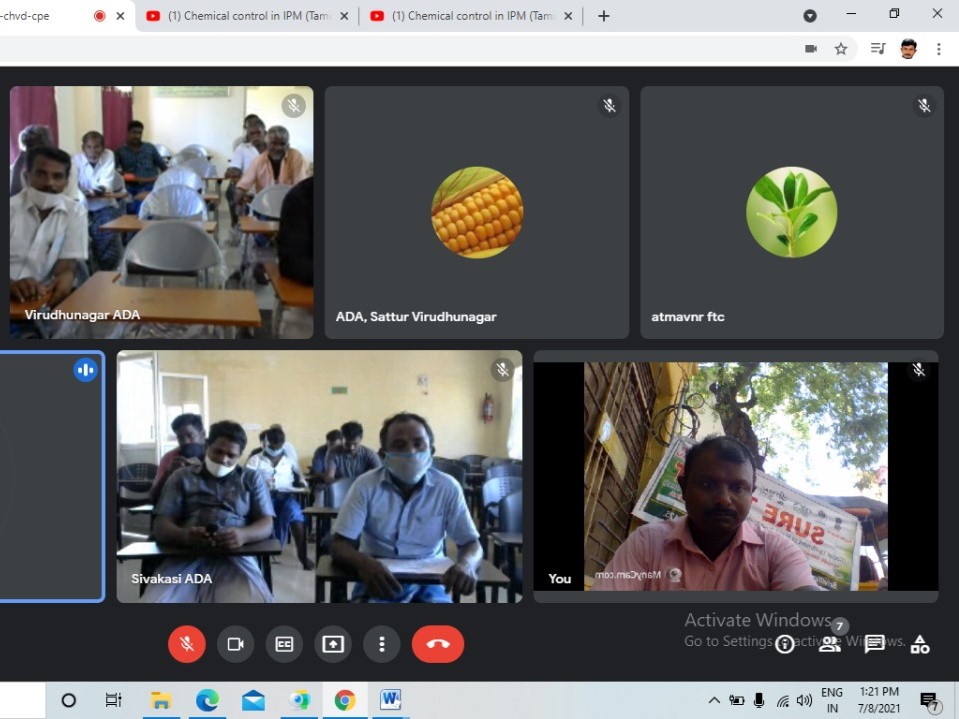 -chvd-cpe
(1) Chemical control in IPM (Tam
(1) Chemical control in IPM (Tam
Virudhunagar ADA
ADA, Sattur Virudhunagar
atmavnr ftc
Sivakasi ADA
You
SURE
ManyCam.com
Activate Windows
7
Go to Settings to activate Windows.
CC
W
ENG
IN
1:21 PM
7/8/2021
7